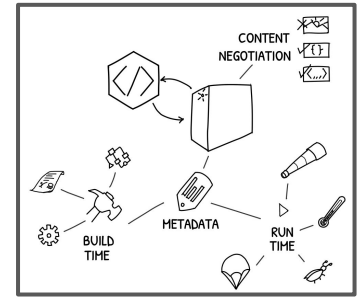 CONTENT
NEGOTIATION
{}
</>
<,,,>
METADATA
BUILD
TIME
RUN
TIME